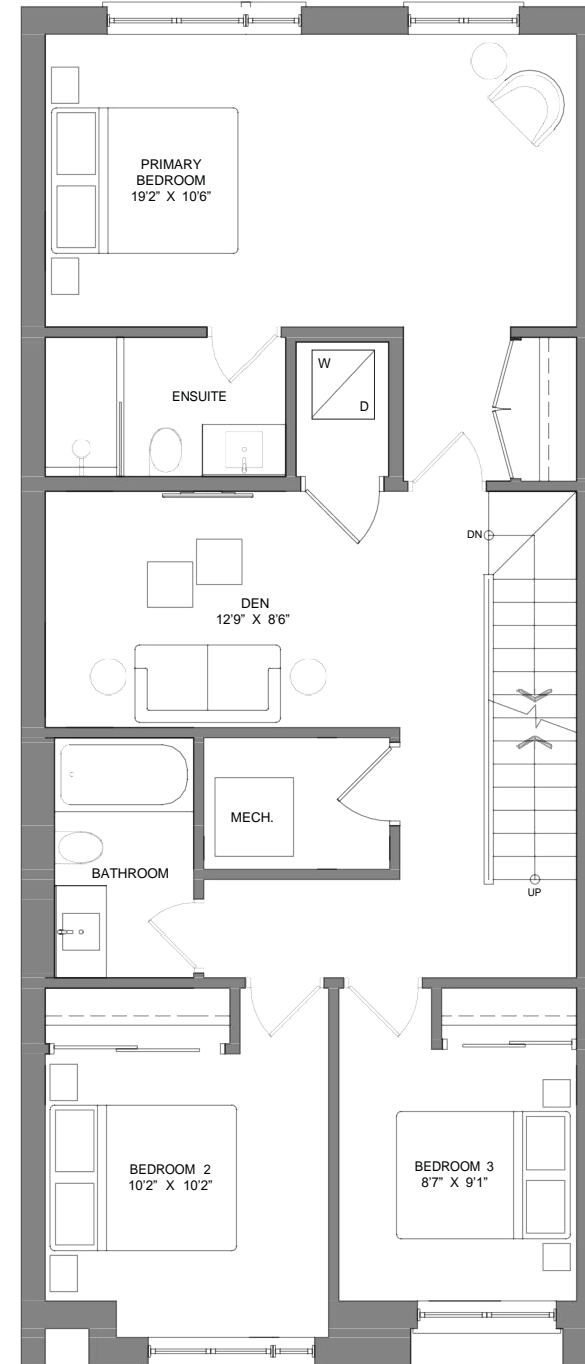 PRIMARY
BEDROOM
19'2” X 10'6”
ENSUITE
W
D
DN
DEN
12'9” X 8'6”
MECH.
BATHROOM
UP
BEDROOM 2
10'2” X 10'2”
BEDROOM 3
8'7” X 9'1”